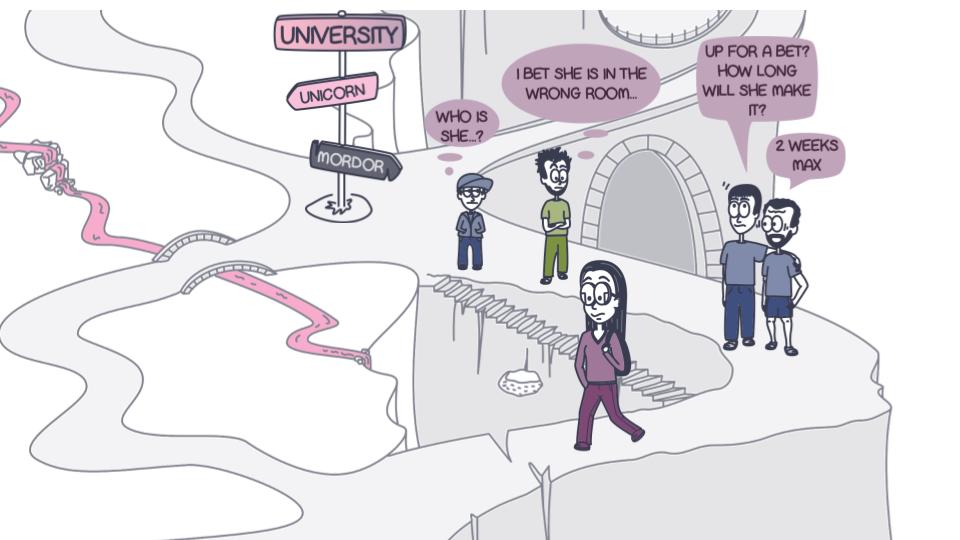 UNIVERSITY
UNICORN
MORDOR
WHO IS
SHE...?
I BET SHE IS IN THE
WRONG ROOM...
UP FOR A BET?
HOW LONG
WILL SHE MAKE
IT?
2 WEEKS
MAX